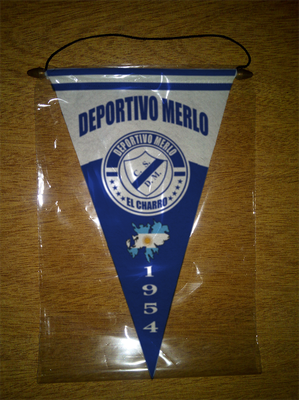 DEPORTIVO MERLO
DEPORTIVO MERLO
C. S.
D. M.
EL CHARRO
1954